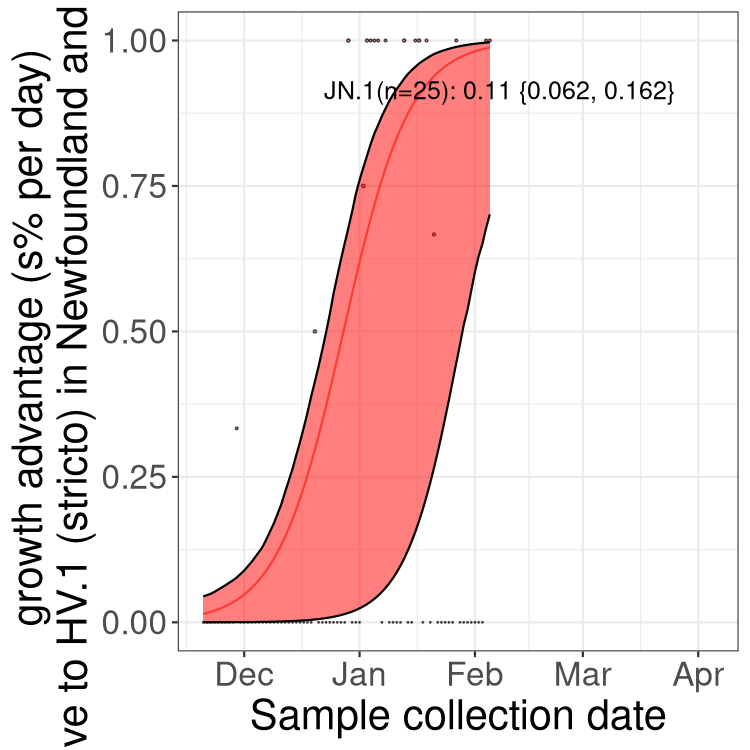 growth advantage (s% per day)
ve to HV.1 (stricto) in Newfoundland and
1.00
0.75
0.50
0.25
0.00
JN.1(n=25): 0.11 {0.062, 0.162}
Dec Jan Feb Mar Apr
Sample collection date